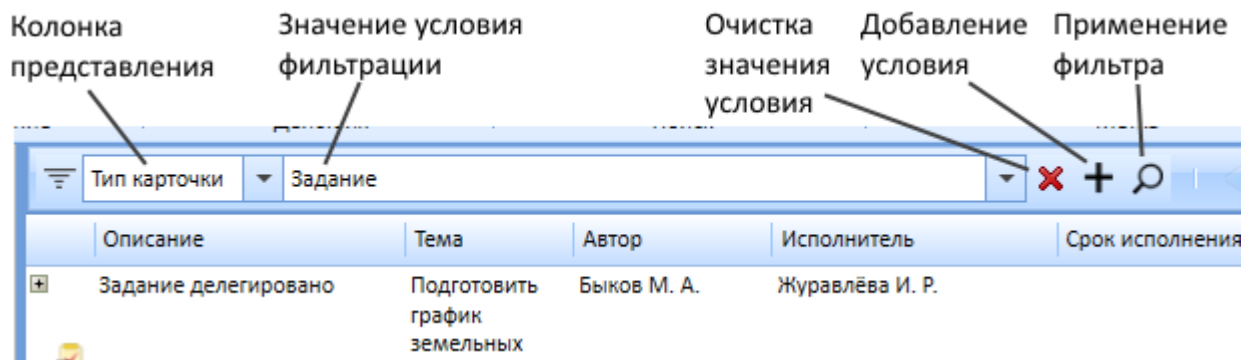 Колонка
представления
Значение условия
фильтрации
Очистка
значения
условия
Добавление
условия
Применение
фильтра
Тип карточки
Задание
Описание Тема Автор Исполнитель Срок исполнения
Задание делегировано Подготовить Быков М. А. Журавлёва И. Р.
график
земельных